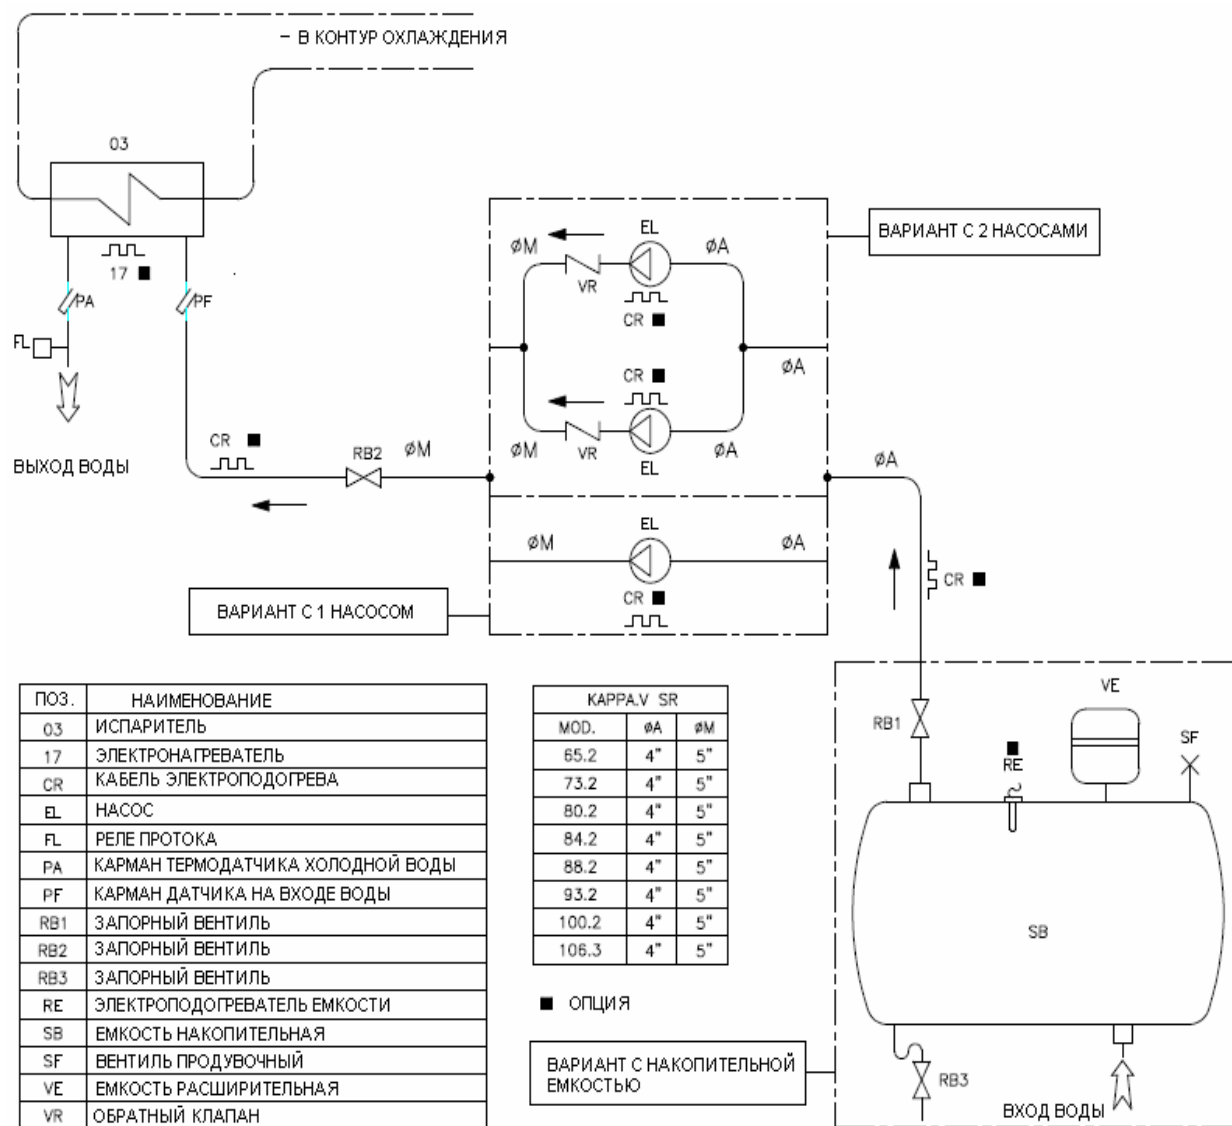 – В КОНТУР ОХЛАЖДЕНИЯ
03
17 ■
PA
PF
FL
ВЫХОД ВОДЫ
CR ■
RB2
øM
ВАРИАНТ С 2 НАСОСАМИ
EL
øM
øA
VR
CR ■
øA
CR ■
øM
VR
øA
EL
øA
EL
øM
øA
CR ■
ВАРИАНТ С 1 НАСОСОМ
CR ■
ПОЗ. НАИМЕНОВАНИЕ
03 ИСПАРИТЕЛЬ
17 ЭЛЕКТРОНАГРЕВАТЕЛЬ
CR КАБЕЛЬ ЭЛЕКТРОПОДОГРЕВА
EL НАСОС
FL РЕЛЕ ПРОТОКА
PA КАРМАН ТЕРМОДАТЧИКА ХОЛОДНОЙ ВОДЫ
PF КАРМАН ДАТЧИКА НА ВХОДЕ ВОДЫ
RB1 ЗАПОРНЫЙ ВЕНТИЛЬ
RB2 ЗАПОРНЫЙ ВЕНТИЛЬ
RB3 ЗАПОРНЫЙ ВЕНТИЛЬ
RE ЭЛЕКТРОПОДОГРЕВАТЕЛЬ ЕМКОСТИ
SB ЕМКОСТЬ НАКОПИТЕЛЬНАЯ
SF ВЕНТИЛЬ ПРОДУВОЧНЫЙ
VE ЕМКОСТЬ РАСШИРИТЕЛЬНАЯ
VR ОБРАТНЫЙ КЛАПАН
KAPPA.V SR
MOD. øA øM
65.2 4" 5"
73.2 4" 5"
80.2 4" 5"
84.2 4" 5"
88.2 4" 5"
93.2 4" 5"
100.2 4" 5"
106.3 4" 5"
■ ОПЦИЯ
ВАРИАНТ С НАКОПИТЕЛЬНОЙ
ЕМКОСТЬЮ
VE
RB1
■
RE
SF
SB
RB3
ВХОД ВОДЫ